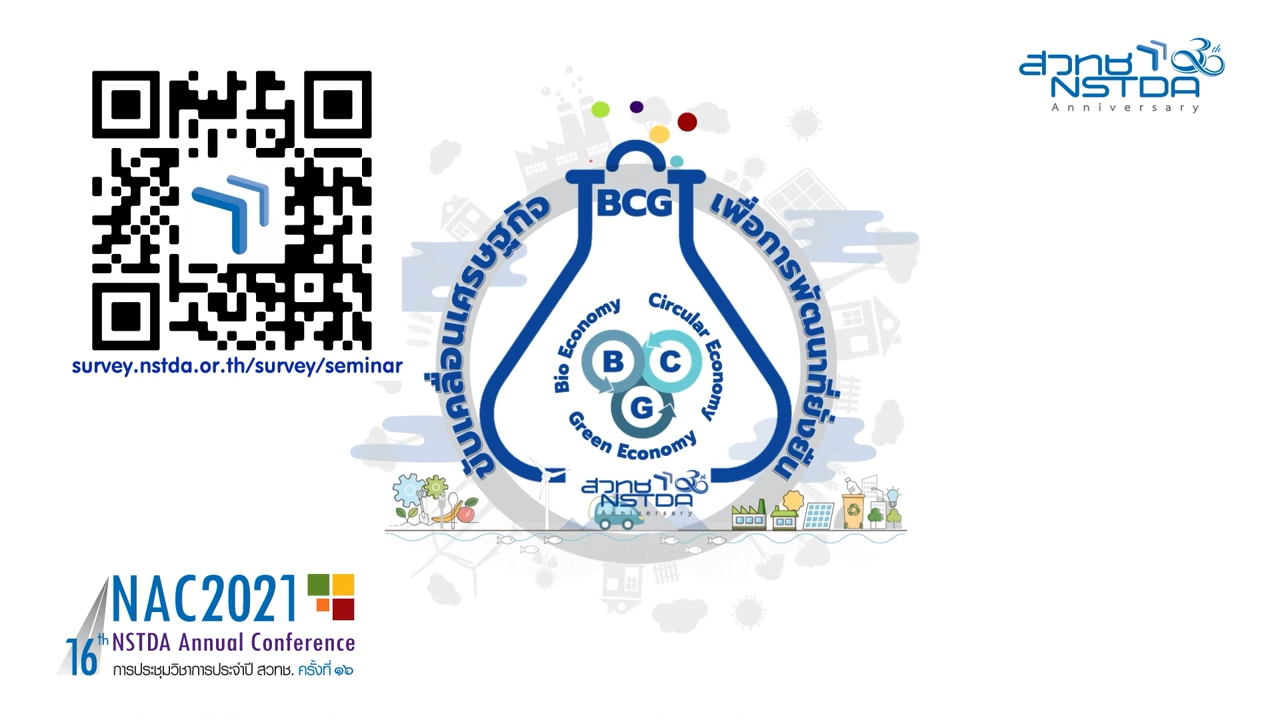 สวทช 30th
NSTDA
Anniversary
survey.nstda.or.th/survey/seminar
ขับเคลื่อนเศรษฐกิจ
BCG
เพื่อการพัฒนาที่ยั่งยืน
Bio Economy
Circular Economy
Green Economy
B
C
G
สวทช 30th
NSTDA
Anniversary
NAC2021
16th NSTDA Annual Conference
การประชุมวิชาการประจำปี สวทช. ครั้งที่ ๑๖